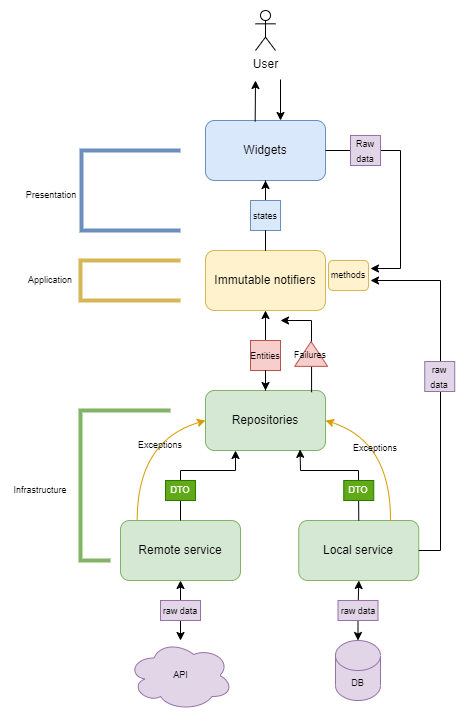 User
Widgets
Raw
data
Presentation
states
Application
Immutable notifiers
methods
Entities
Failures
raw
data
Repositories
Exceptions
Exceptions
Infrastructure
DTO
DTO
Remote service
Local service
raw data
raw data
API
DB